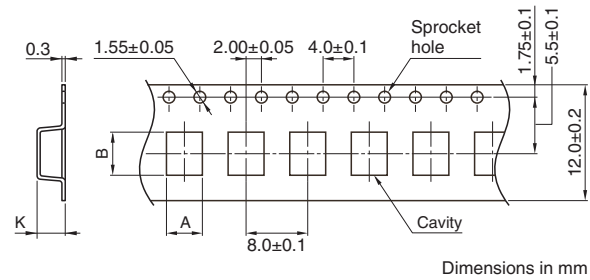 Sprocket
hole
0.3
1.55±0.05
2.00±0.05
4.0±0.1
1.75±0.1
5.5±0.1
12.0±0.2
B
K
A
8.0±0.1
Cavity
Dimensions in mm